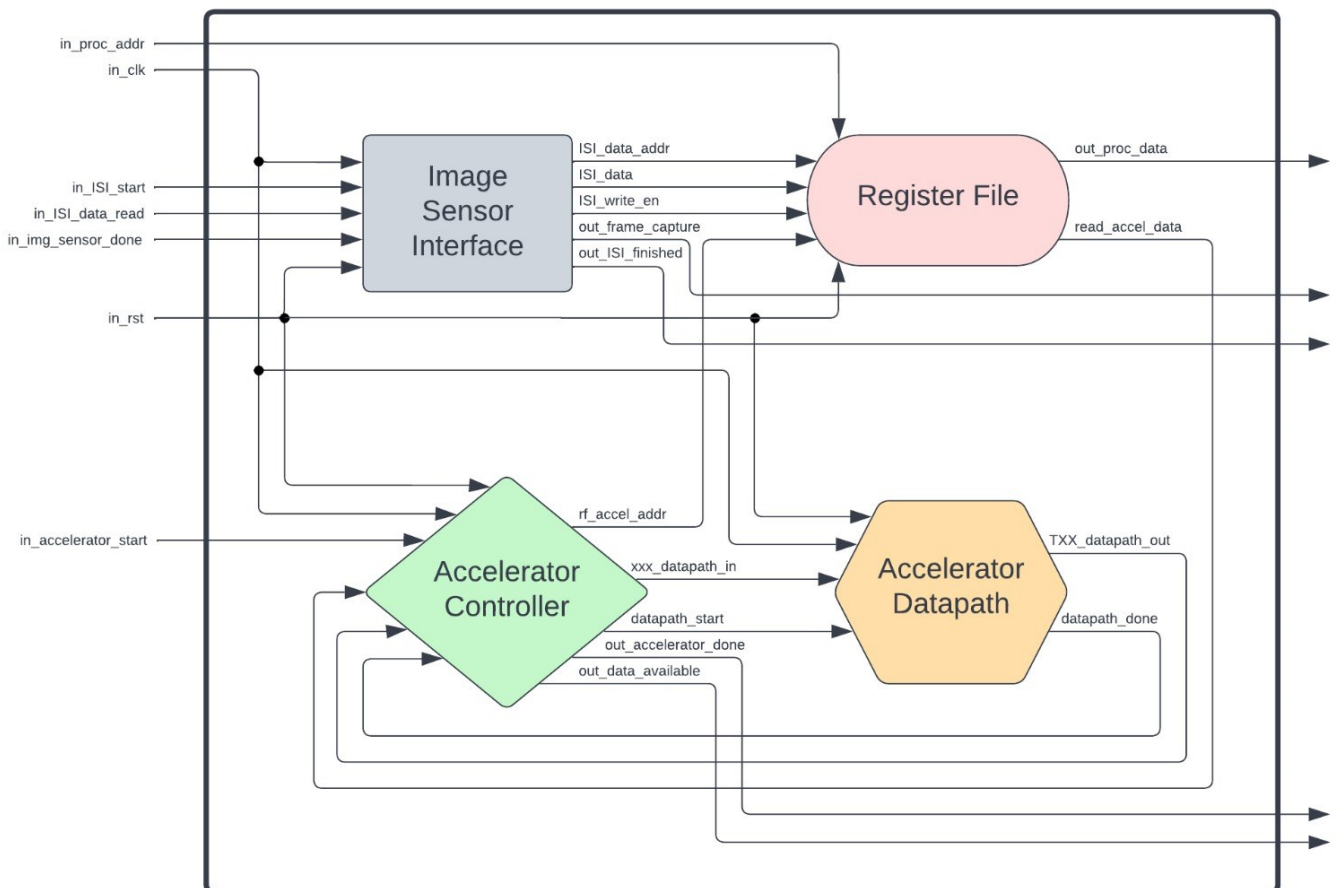 in_proc_addr
in_clk
in_ISI_start
in_ISI_data_read
in_img_sensor_done
in_rst
in_accelerator_start
Image
Sensor
Interface
ISI_data_addr
ISI_data
ISI_write_en
out_frame_capture
out_ISI_finished
Register File
out_proc_data
read_accel_data
Accelerator
Controller
rf_accel_addr
xxx_datapath_in
datapath_start
out_accelerator_done
out_data_available
Accelerator
Datapath
TXX_datapath_out
datapath_done